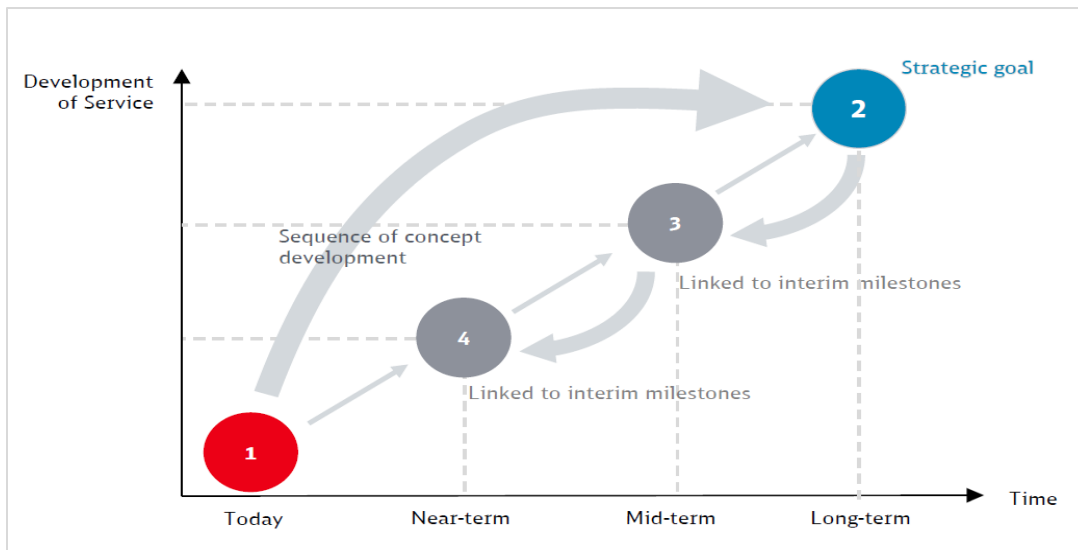 Strategic goal
Development
of Service
2
3
Sequence of concept
development
Linked to interim milestones
4
Linked to interim milestones
1
Time
Today
Near-term
Mid-term
Long-term